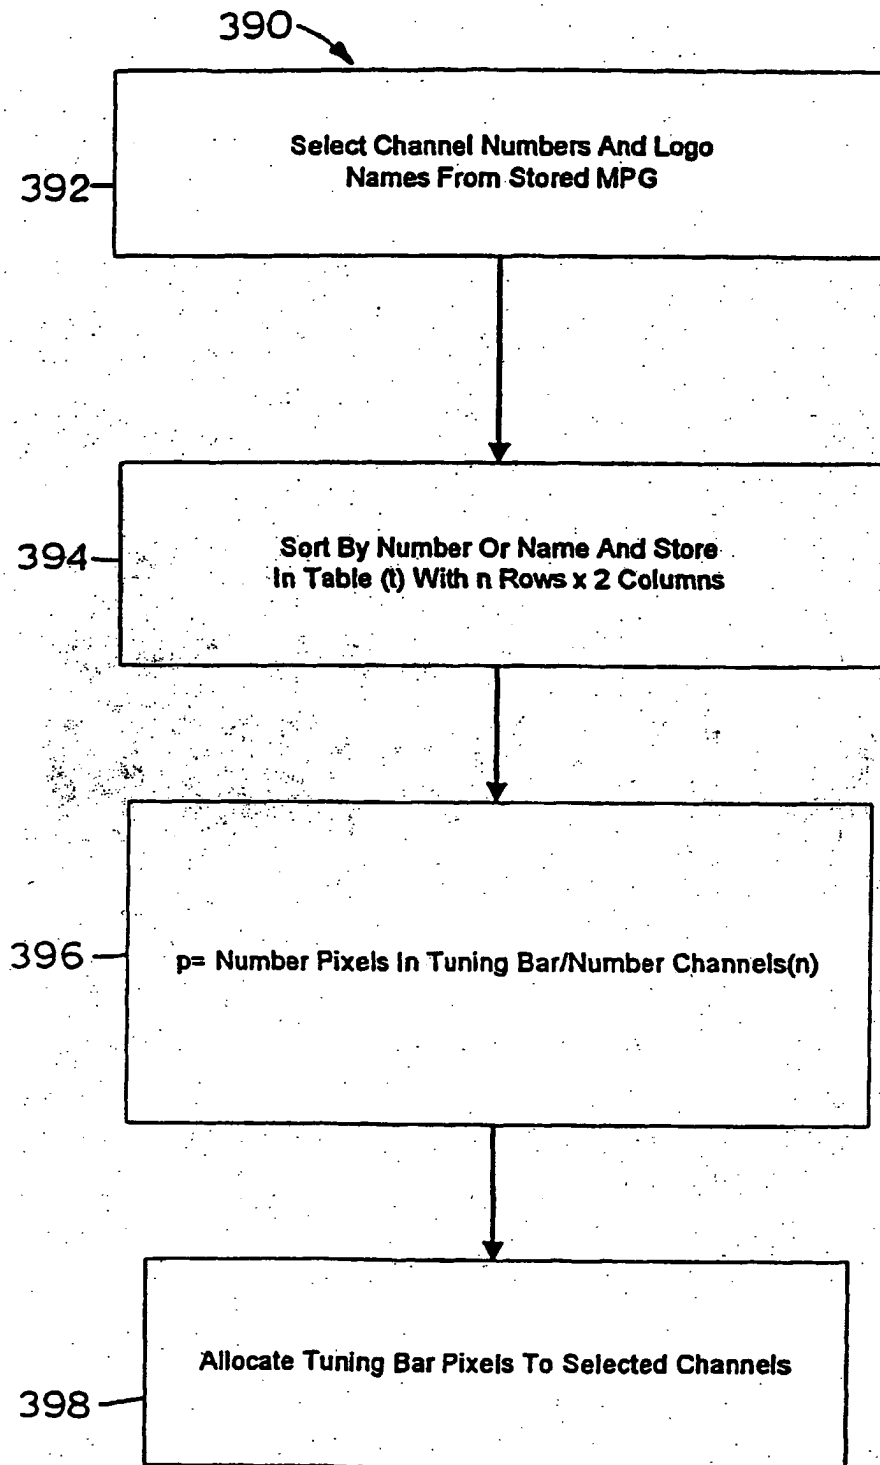 390
Select Channel Numbers And Logo
Names From Stored MPG
392
Sort By Number Or Name And Store
In Table (t) With n Rows x 2 Columns
394
p= Number Pixels In Tuning Bar/Number Channels(n)
396
Allocate Tuning Bar Pixels To Selected Channels
398